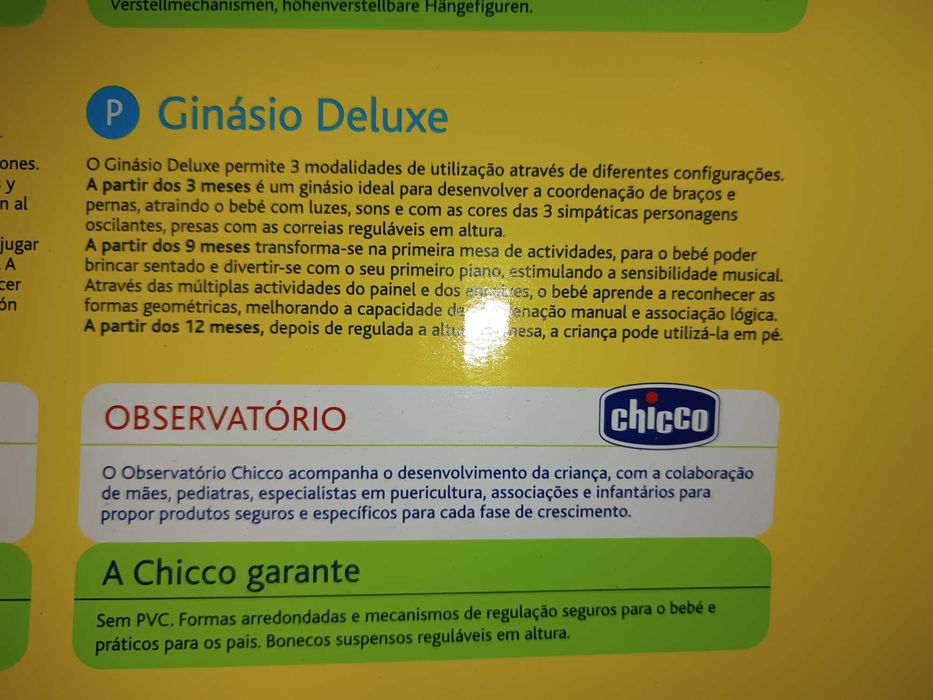 Verstellmechanismen, höhenverstellbare Hängefiguren.
P Ginásio Deluxe
O Ginásio Deluxe permite 3 modalidades de utilização através de diferentes configurações.
A partir dos 3 meses é um ginásio ideal para desenvolver a coordenação de braços e
pernas, atraindo o bebé com luzes, sons e com as cores das 3 simpáticas personagens
oscilantes, presas com as correias reguláveis em altura.
A partir dos 9 meses transforma-se na primeira mesa de actividades, para o bebé poder
brincar sentado e divertir-se com o seu primeiro piano, estimulando a sensibilidade musical.
Através das múltiplas actividades do painel e dos, o bebé aprende a reconhecer as
formas geométricas, melhorando a capacidade de coordenação manual e associação lógica.
A partir dos 12 meses, depois de regulada a altura mesa, a criança pode utilizá-la em pé.
ones.
y
n al
jugar
A
cer
ón
OBSERVATÓRIO
chicco
O Observatório Chicco acompanha o desenvolvimento da criança, com a colaboração
de mães, pediatras, especialistas em puericultura, associações e infantários para
propor produtos seguros e específicos para cada fase de crescimento.
A Chicco garante
Sem PVC. Formas arredondadas e mecanismos de regulação seguros para o bebé e
práticos para os pais. Bonecos suspensos reguláveis em altura.